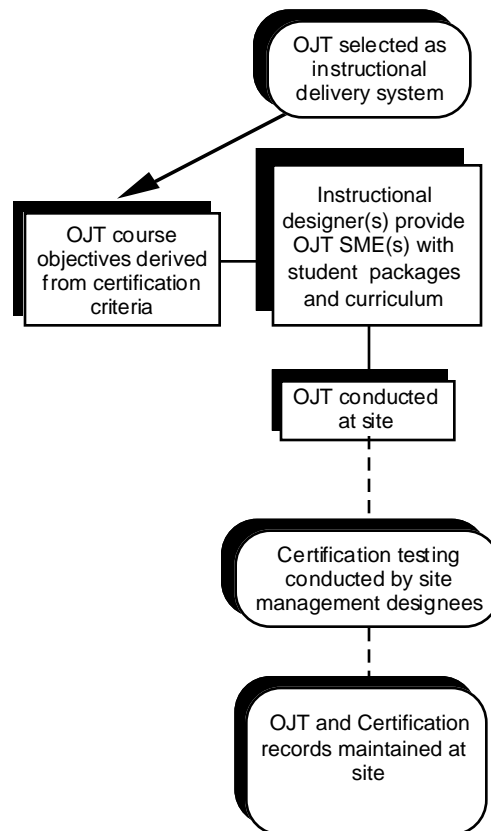 OJT selected as
instructional
delivery system
OJT course
objectives derived
from certification
criteria
Instructional
designer(s) provide
OJT SME(s) with
student packages
and curriculum
OJT conducted
at site
Certification testing
conducted by site
management designees
OJT and Certification
records maintained at
site